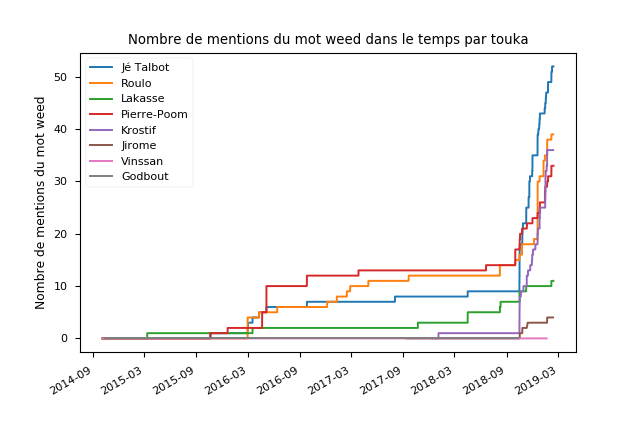 Nombre de mentions du mot weed dans le temps par touka
Nombre de mentions du mot weed
50
40
30
20
10
0
Jé Talbot
Roulo
Lakasse
Pierre-Poom
Krostif
Jirome
Vinssan
Godbout
2014-09
2015-03
2015-09
2016-03
2016-09
2017-03
2017-09
2018-03
2018-09
2019-03